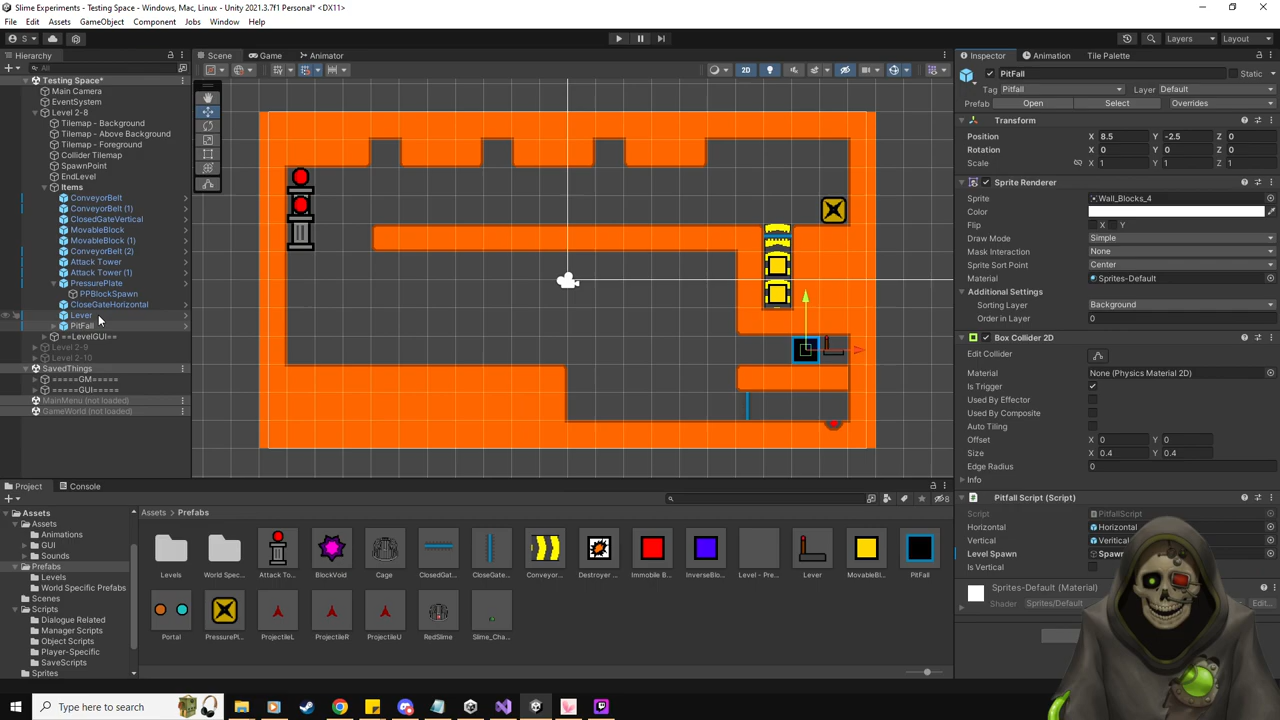 Slime Experiments - Testing Space - Windows, Mac, Linux - Unity 2021.3.7f1 Personal* <DX11>
File Edit Assets GameObject Component Jobs Window Help
S
Layers Layout
Hierarchy
All
Testing Space*
Main Camera
EventSystem
Level 2-8
Tilemap - Background
Tilemap - Above Background
Tilemap - Foreground
Collider Tilemap
SpawnPoint
EndLevel
Items
ConveyorBelt
ConveyorBelt (1)
ClosedGateVertical
MovableBlock
MovableBlock (1)
ConveyorBelt (2)
Attack Tower
Attack Tower (1)
PressurePlate
PPBlockSpawn
CloseGateHorizontal
Lever
PitFall
==LevelGUI==
Level 2-9
Level 2-10
SavedThings
=====GM=====
=====GUI=====
MainMenu (not loaded)
GameWorld (not loaded)
Scene Game Animator
2D
Inspector Animation Tile Palette
PitFall Static
Tag Pitfall Layer Default
Prefab Open Select Overrides
Transform
Position X 8.5 Y -2.5 Z 0
Rotation X 0 Y 0 Z 0
Scale X 1 Y 1 Z 1
Sprite Renderer
Sprite Wall_Blocks_4
Color
Flip X Y
Draw Mode Simple
Mask Interaction None
Sprite Sort Point Center
Material Sprites-Default
Additional Settings
Sorting Layer Background
Order in Layer 0
Box Collider 2D
Edit Collider
Material None (Physics Material 2D)
Is Trigger
Used By Effector
Used By Composite
Auto Tiling
Offset X 0 Y 0
Size X 0.4 Y 0.4
Edge Radius 0
Info
Pitfall Script (Script)
Script PitfallScript
Horizontal Horizontal
Vertical Veritical
Level Spawn Spawn
Is Vertical
Sprites-Default (Material)
Shader Sprites/Default Edit...
Project Console
8
Assets
Assets
Animations
GUI
Sounds
Prefabs
Levels
World Specific Prefabs
Scenes
Scripts
Dialogue Related
Manager Scripts
Object Scripts
Player-Specific
SaveScripts
Sprites
Assets > Prefabs
Levels World Spec... Attack To... BlockVoid Cage ClosedGat... CloseGate... Conveyor... Destroyer ... Immobile B... InverseBlo... Level - Pre... Lever MovableBl... PitFall
Portal PressurePl... ProjectileL ProjectileR ProjectileU RedSlime Slime_Cha...
Type here to search